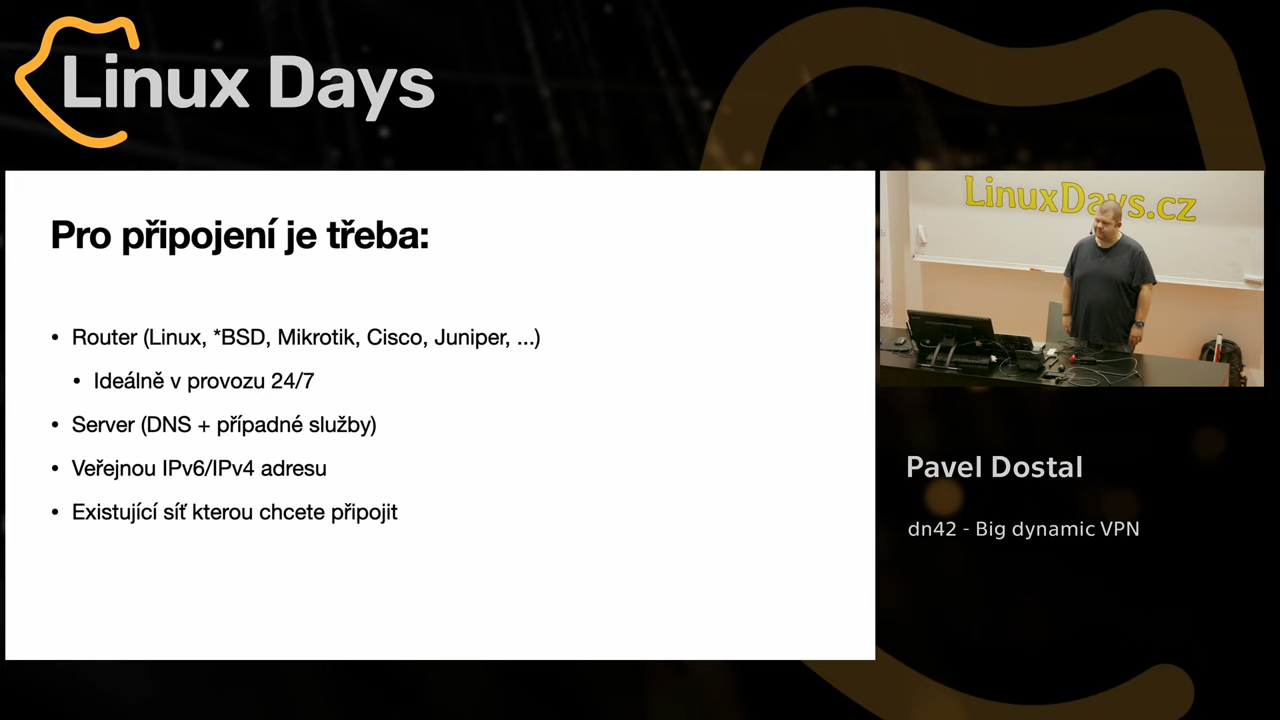 Linux Days
Pro připojení je třeba:
• Router (Linux, *BSD, Mikrotik, Cisco, Juniper, ...)
• Ideálně v provozu 24/7
• Server (DNS + případné služby)
• Veřejnou IPv6/IPv4 adresu
• Existující síť kterou chcete připojit
LinuxDays.cz
Pavel Dostal
dn42 - Big dynamic VPN